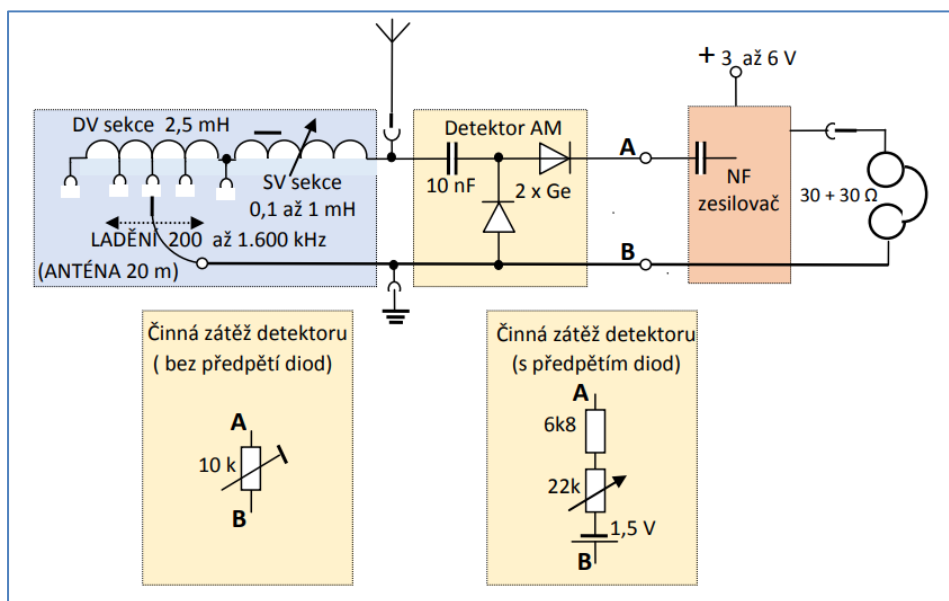 + 3 až 6 V
DV sekce 2,5 mH
Detektor AM
A
SV sekce
0,1 až 1 mH
10 nF
2 x Ge
NF
zesilovač
30 + 30 Ω
LADĚNÍ 200 až 1.600 kHz
(ANTÉNA 20 m)
B
Činná zátěž detektoru
( bez předpětí diod)
A
10 k
B
Činná zátěž detektoru
(s předpětím diod)
A
6k8
22k
1,5 V
B